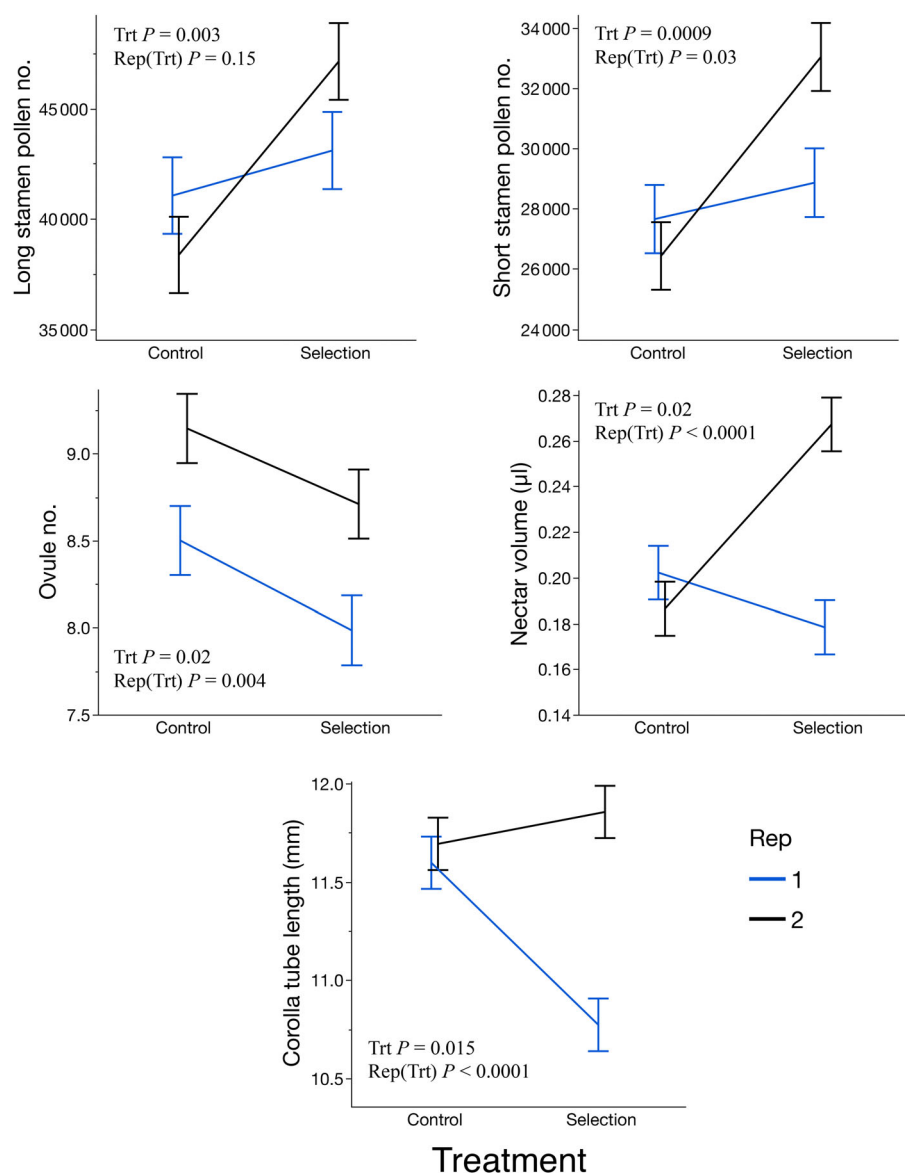 Trt P = 0.003
Rep(Trt) P = 0.15
Long stamen pollen no.
45 000
40 000
35 000
Control Selection
Trt P = 0.0009
Rep(Trt) P = 0.03
Short stamen pollen no.
34 000
32 000
30 000
28 000
26 000
24 000
Control Selection
Ovule no.
9.0
8.5
8.0
7.5
Trt P = 0.02
Rep(Trt) P = 0.004
Control Selection
Trt P = 0.02
Rep(Trt) P < 0.0001
Nectar volume (µl)
0.28
0.26
0.24
0.22
0.20
0.18
0.16
0.14
Control Selection
Corolla tube length (mm)
12.0
11.5
11.0
10.5
Trt P = 0.015
Rep(Trt) P < 0.0001
Control Selection
Rep
1
2
Treatment